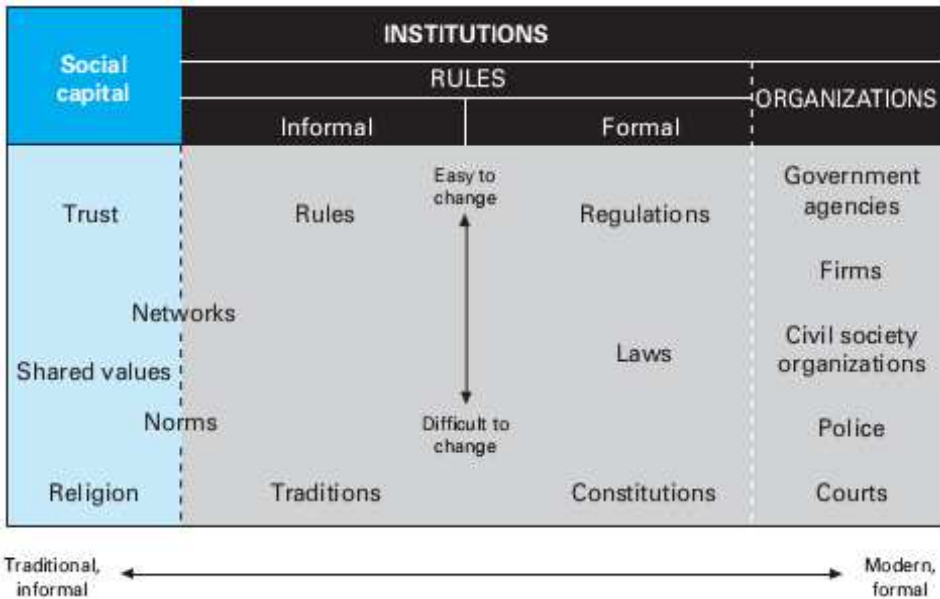 INSTITUTIONS
Social
capital
RULES
ORGANIZATIONS
Informal
Formal
Easy to
change
Government
agencies
Trust
Rules
Regulations
Firms
Networks
Civil society
organizations
Laws
Shared values
Norms
Difficult to
change
Police
Religion
Traditions
Constitutions
Courts
Traditional,
informal
Modern,
formal